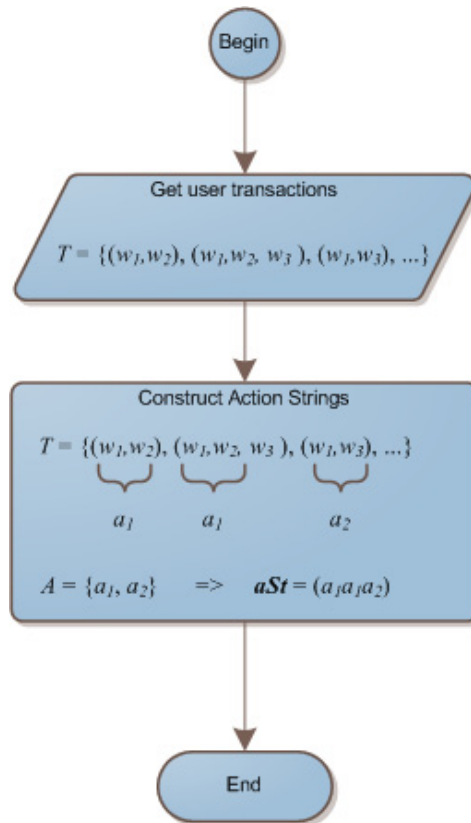 Begin
Get user transactions
T = {(w₁,w₂), (w₁,w₂, w₃ ), (w₁,w₃), ...}
Construct Action Strings
T = {(w₁,w₂), (w₁,w₂, w₃ ), (w₁,w₃), ...}
a₁ a₁ a₂
A = {a₁, a₂} => aSt = (a₁a₁a₂)
End